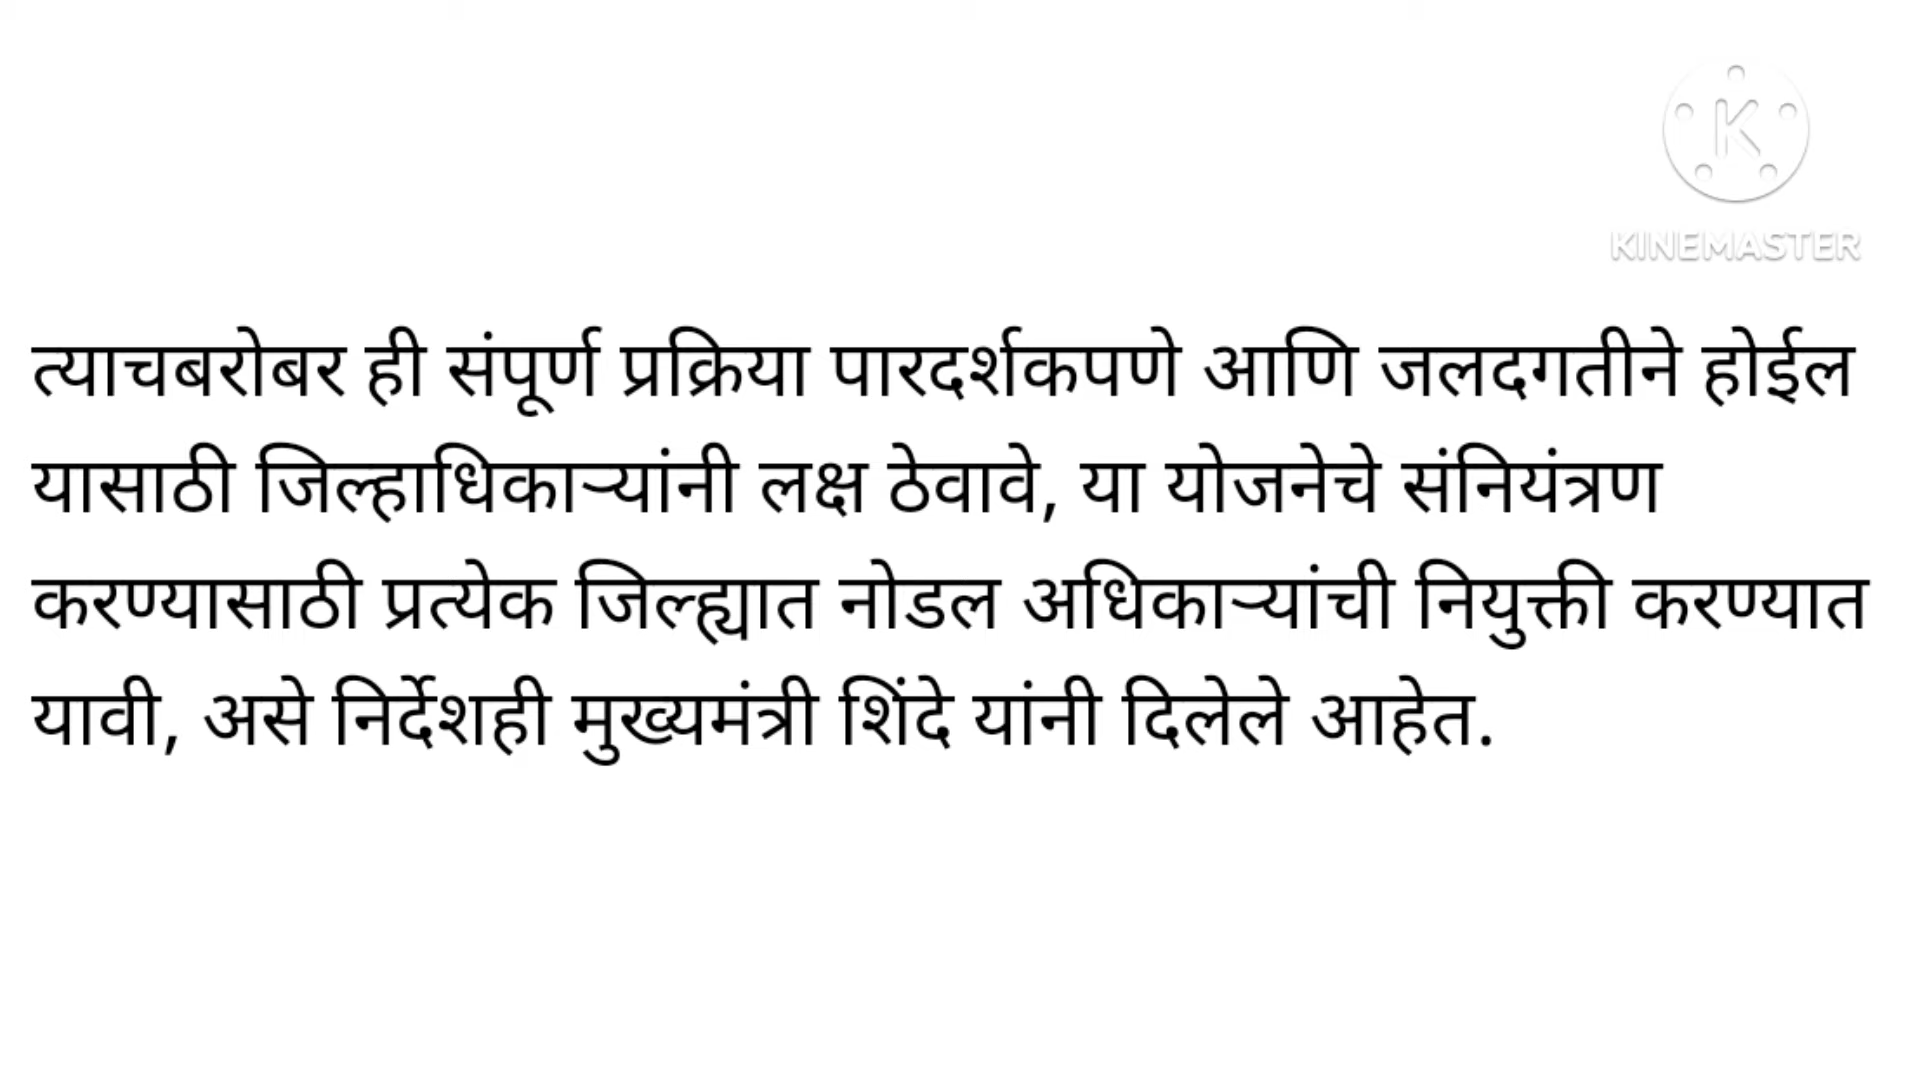 KINEMASTER
त्याचबरोबर ही संपूर्ण प्रक्रिया पारदर्शकपणे आणि जलदगतीने होईल
यासाठी जिल्हाधिकाऱ्यांनी लक्ष ठेवावे, या योजनेचे संनियंत्रण
करण्यासाठी प्रत्येक जिल्ह्यात नोडल अधिकाऱ्यांची नियुक्ती करण्यात
यावी, असे निर्देशही मुख्यमंत्री शिंदे यांनी दिलेले आहेत.